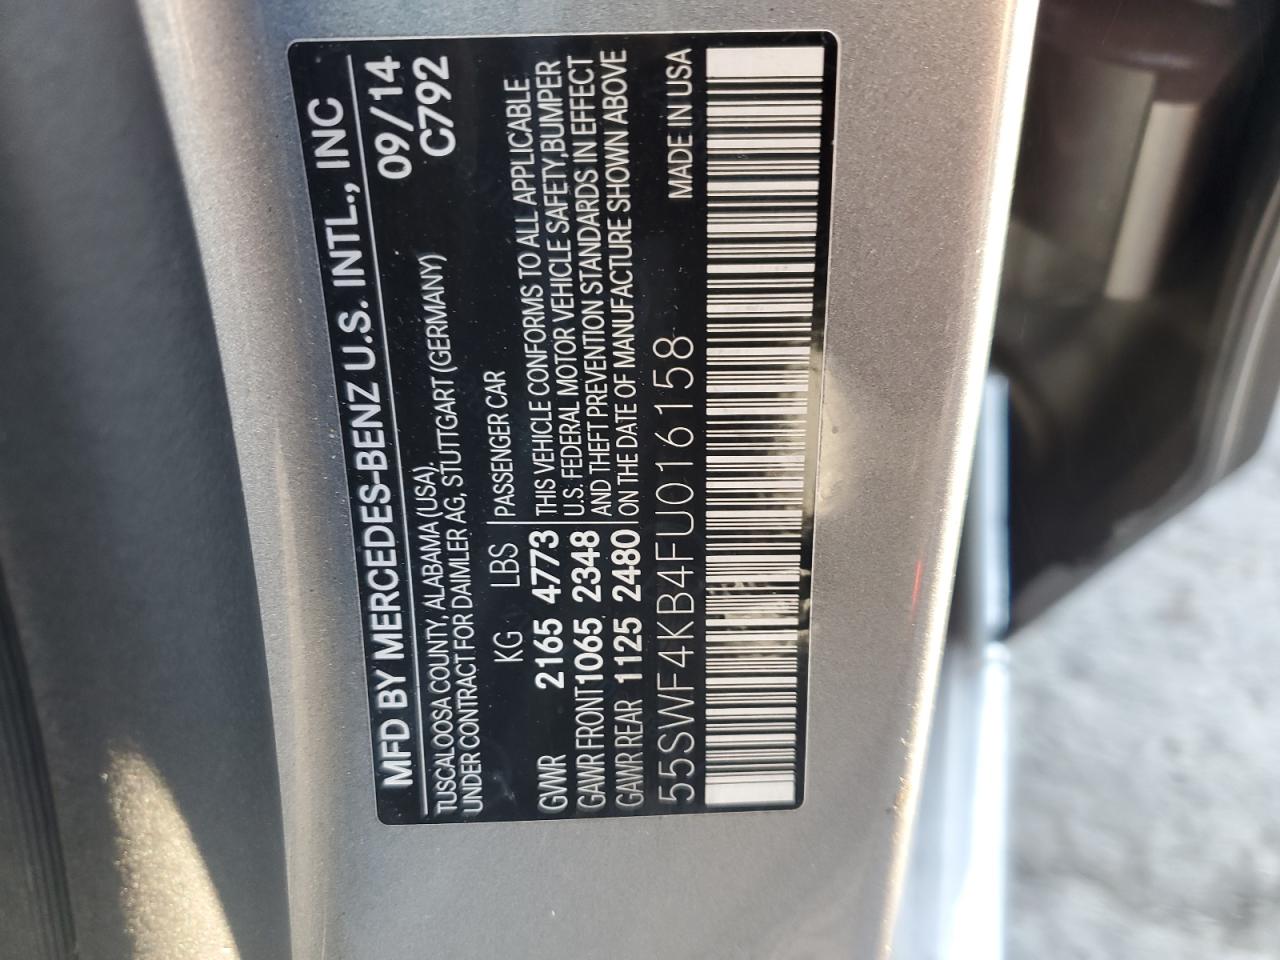 MFD BY MERCEDES-BENZ U.S. INTL., INC
TUSCALOOSA COUNTY, ALABAMA (USA), 09/14
UNDER CONTRACT FOR DAIMLER AG, STUTTGART (GERMANY) C792
KG LBS PASSENGER CAR
GVWR 2165 4773 THIS VEHICLE CONFORMS TO ALL APPLICABLE
U.S. FEDERAL MOTOR VEHICLE SAFETY,BUMPER
GAWR FRONT 1065 2348 AND THEFT PREVENTION STANDARDS IN EFFECT
GAWR REAR 1125 2480 ON THE DATE OF MANUFACTURE SHOWN ABOVE
55SWF4KB4FU016158 MADE IN USA